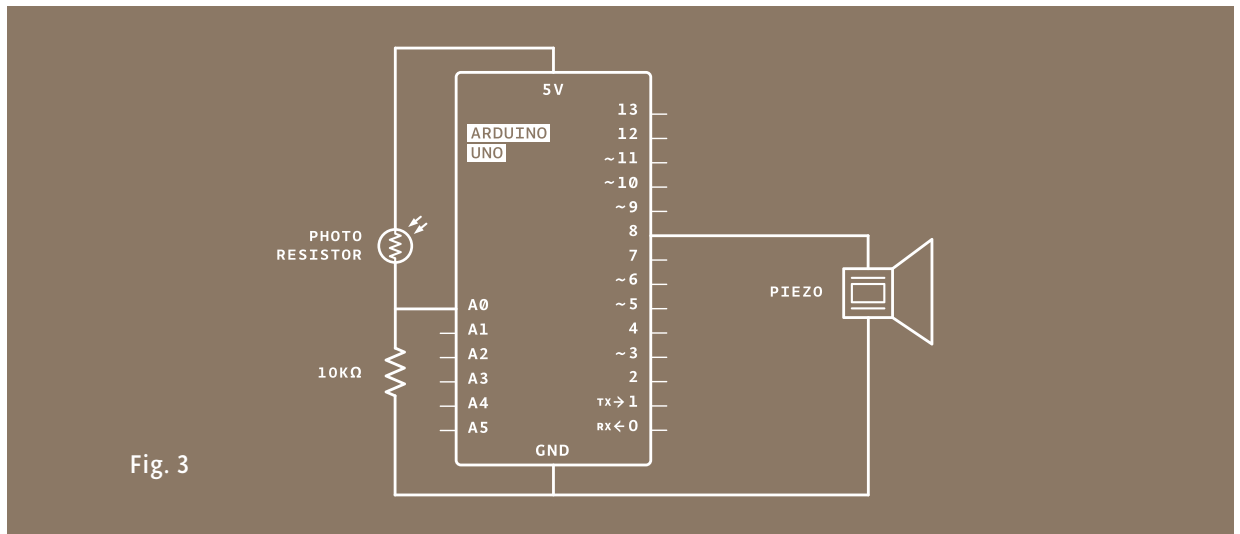 5V
ARDUINO
UNO
13
12
~11
~10
~9
8
7
~6
~5
4
~3
2
TX→1
RX←0
PHOTO
RESISTOR
A0
A1
A2
A3
A4
A5
10KΩ
GND
PIEZO
Fig. 3